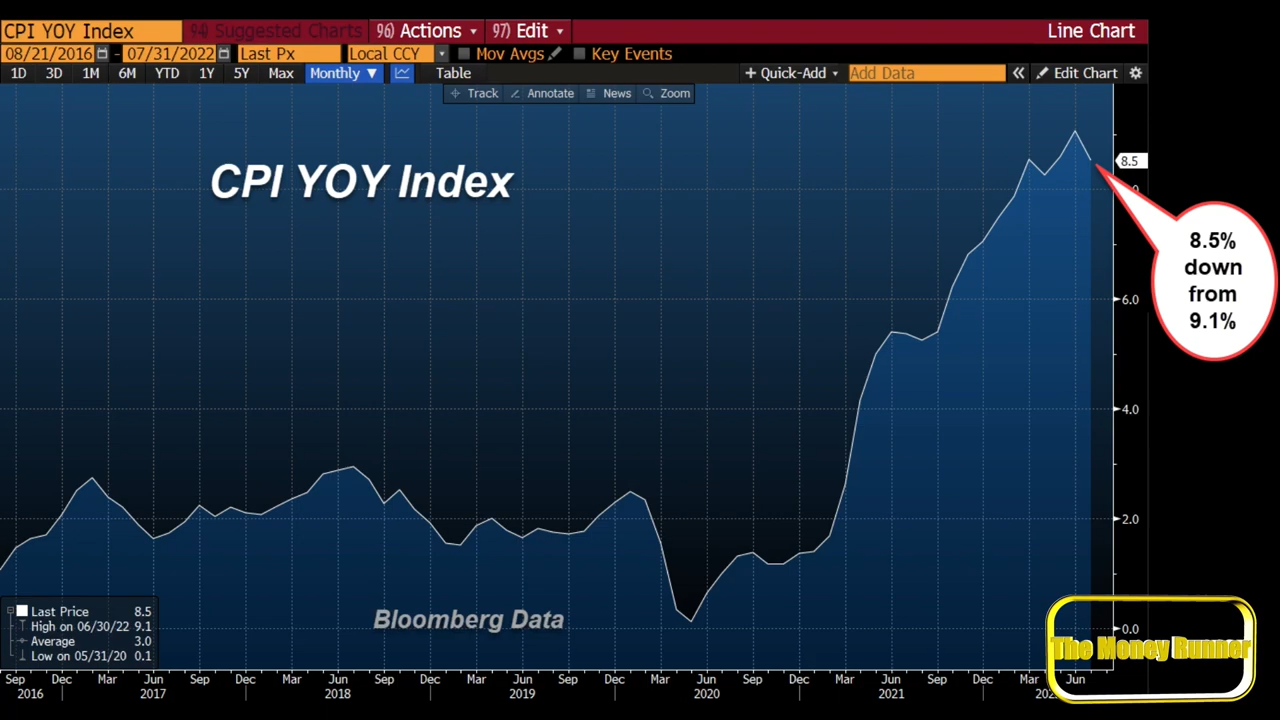 CPI YOY Index 94) Suggested Charts 96) Actions 97) Edit Line Chart
08/21/2016 - 07/31/2022 Last Px Local CCY Mov Avgs Key Events
1D 3D 1M 6M YTD 1Y 5Y Max Monthly ▼ Table + Quick-Add Add Data « Edit Chart
Track Annotate News Zoom
CPI YOY Index
8.5
8.5%
down
from
9.1%
6.0
4.0
2.0
0.0
Bloomberg Data
Last Price 8.5
High on 06/30/22 9.1
Average 3.0
Low on 05/31/20 0.1
The Money Runner
Sep Dec Mar Jun Sep Dec Mar Jun Sep Dec Mar Jun Sep Dec Mar Jun Sep Dec Mar Jun Sep Dec Mar Jun
2016 2017 2018 2019 2020 2021